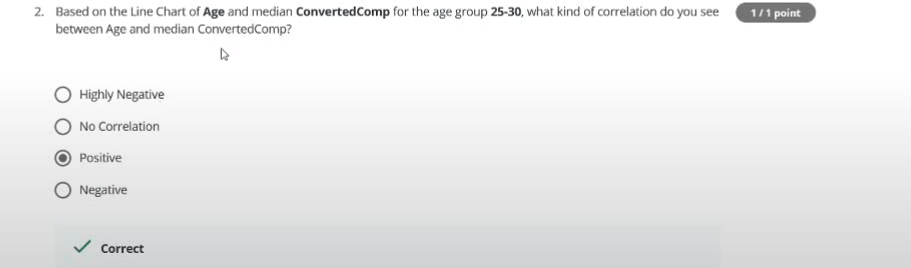 2. Based on the Line Chart of Age and median ConvertedComp for the age group 25-30, what kind of correlation do you see
1 / 1 point
between Age and median ConvertedComp?
Highly Negative
No Correlation
Positive
Negative
Correct